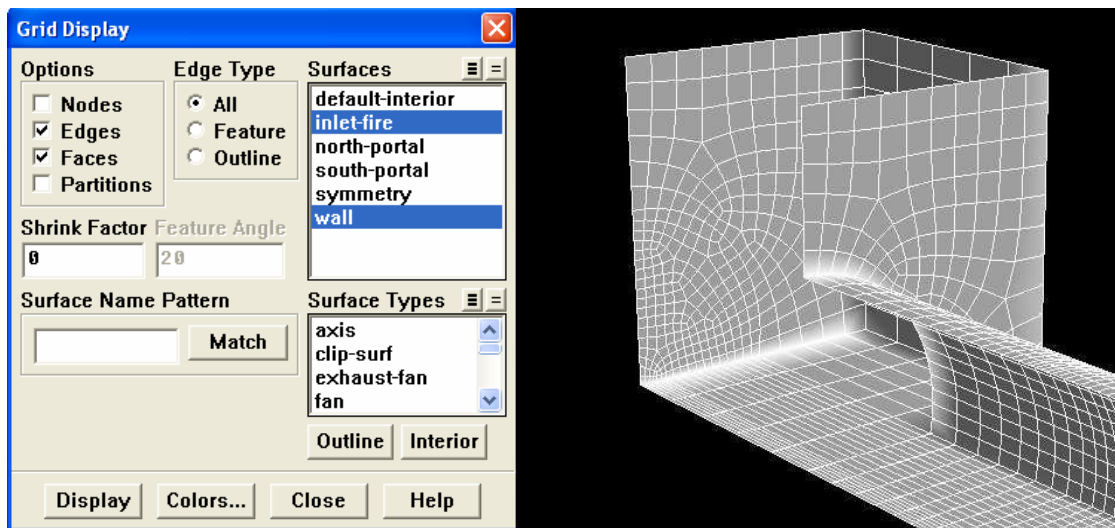 Grid Display
Options
Nodes
Edges
Faces
Partitions
Edge Type
All
Feature
Outline
Surfaces
default-interior
inlet-fire
north-portal
south-portal
symmetry
wall
Shrink Factor
0
Feature Angle
20
Surface Name Pattern
Match
Surface Types
axis
clip-surf
exhaust-fan
fan
Outline
Interior
Display
Colors...
Close
Help